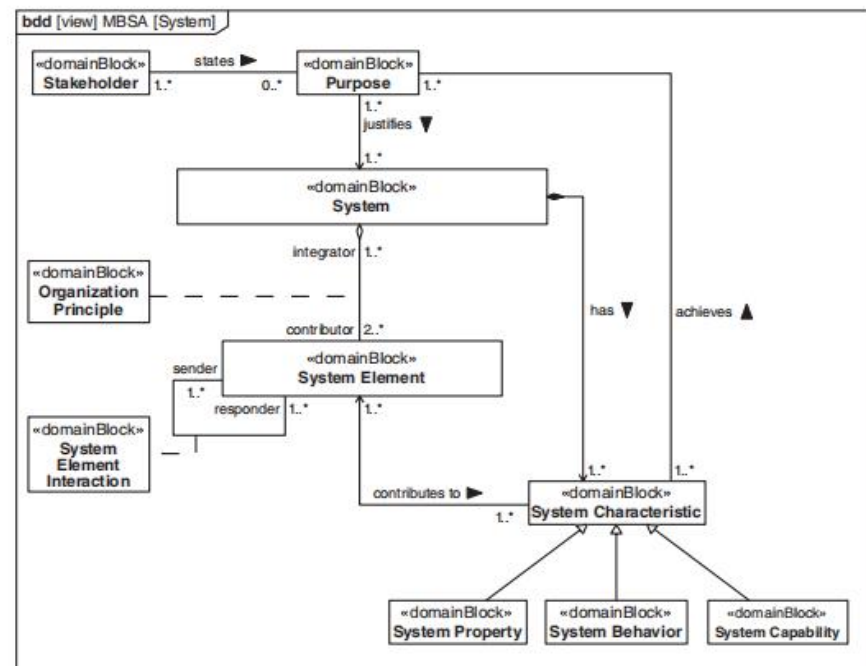 bdd [view] MBSA [System]
«domainBlock»
Stakeholder
states ►
1..*
0..*
«domainBlock»
Purpose
1..*
1..*
justifies ▼
1..*
«domainBlock»
System
integrator
1..*
«domainBlock»
Organization
Principle
has ▼
achieves ▲
contributor
2..*
«domainBlock»
System Element
sender
1..*
responder
1..*
1..*
«domainBlock»
System
Element
Interaction
contributes to ►
1..*
1..*
1..*
«domainBlock»
System Characteristic
«domainBlock»
System Property
«domainBlock»
System Behavior
«domainBlock»
System Capability